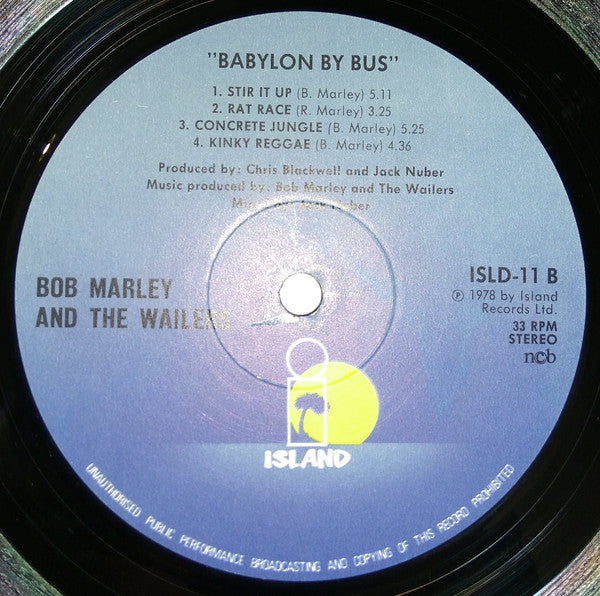 "BABYLON BY BUS"
1. STIR IT UP (B. Marley) 5.11
2. RAT RACE (R. Marley) 3.25
3. CONCRETE JUNGLE (B. Marley) 5.25
4. KINKY REGGAE (B. Marley) 4.36
Produced by: Chris Blackwell and Jack Nuber
Music produced by: Bob Marley and The Wailers
Jack Nuber
BOB MARLEY
AND THE WAILERS
ISLD-11 B
℗ 1978 by Island
Records Ltd.
33 RPM
STEREO
n©b
ISLAND
UNAUTHORISED PUBLIC PERFORMANCE BROADCASTING AND COPYING OF THIS RECORD PROHIBITED